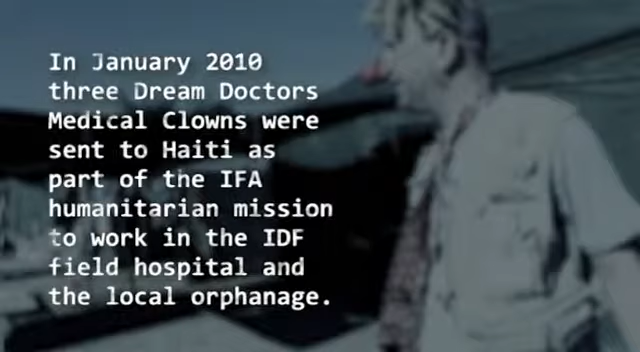 In January 2010
three Dream Doctors
Medical Clowns were
sent to Haiti as
part of the IFA
humanitarian mission
to work in the IDF
field hospital and
the local orphanage.